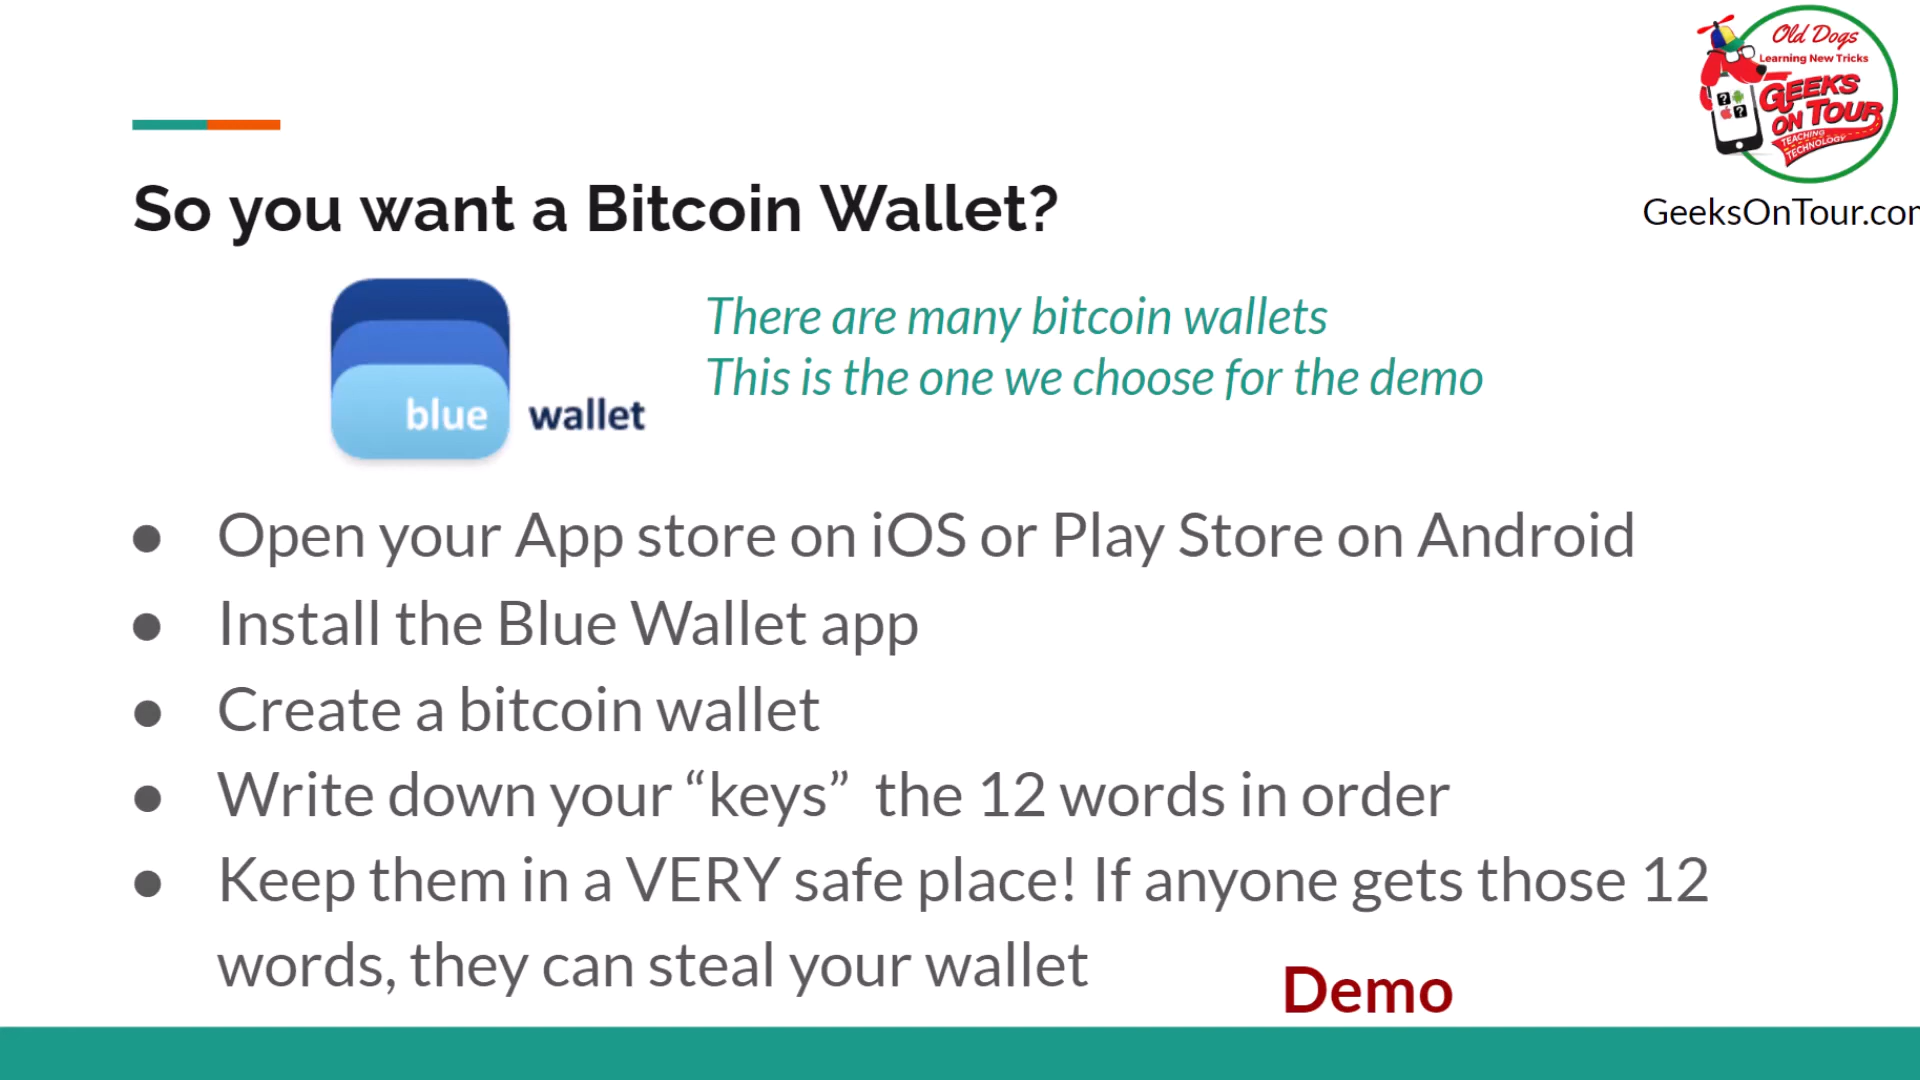 Old Dogs
Learning New Tricks
GEEKS
ON TOUR
TEACHING
TECHNOLOGY
GeeksOnTour.com
So you want a Bitcoin Wallet?
There are many bitcoin wallets
This is the one we choose for the demo
blue wallet
● Open your App store on iOS or Play Store on Android
● Install the Blue Wallet app
● Create a bitcoin wallet
● Write down your “keys”  the 12 words in order
● Keep them in a VERY safe place! If anyone gets those 12
words, they can steal your wallet
Demo